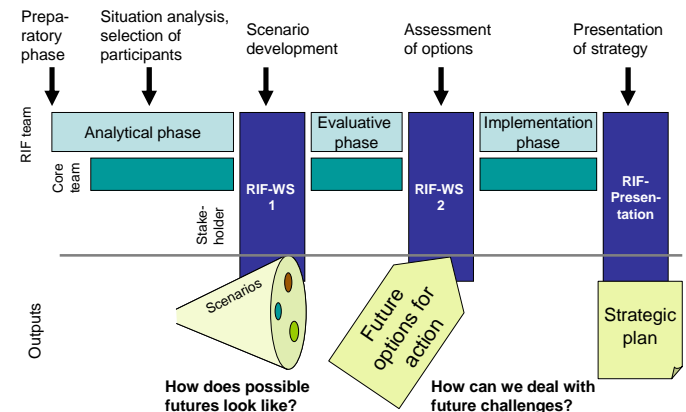 Prepa-
ratory
phase
Situation analysis,
selection of
participants
Scenario
development
Assessment
of options
Presentation
of strategy
RIF team
Analytical phase
Evaluative
phase
Implementation
phase
Core
team
RIF-WS
1
RIF-WS
2
RIF-
Presen-
tation
Stake-
holder
Outputs
Scenarios
Future
options for
action
Strategic
plan
How does possible
futures look like?
How can we deal with
future challenges?